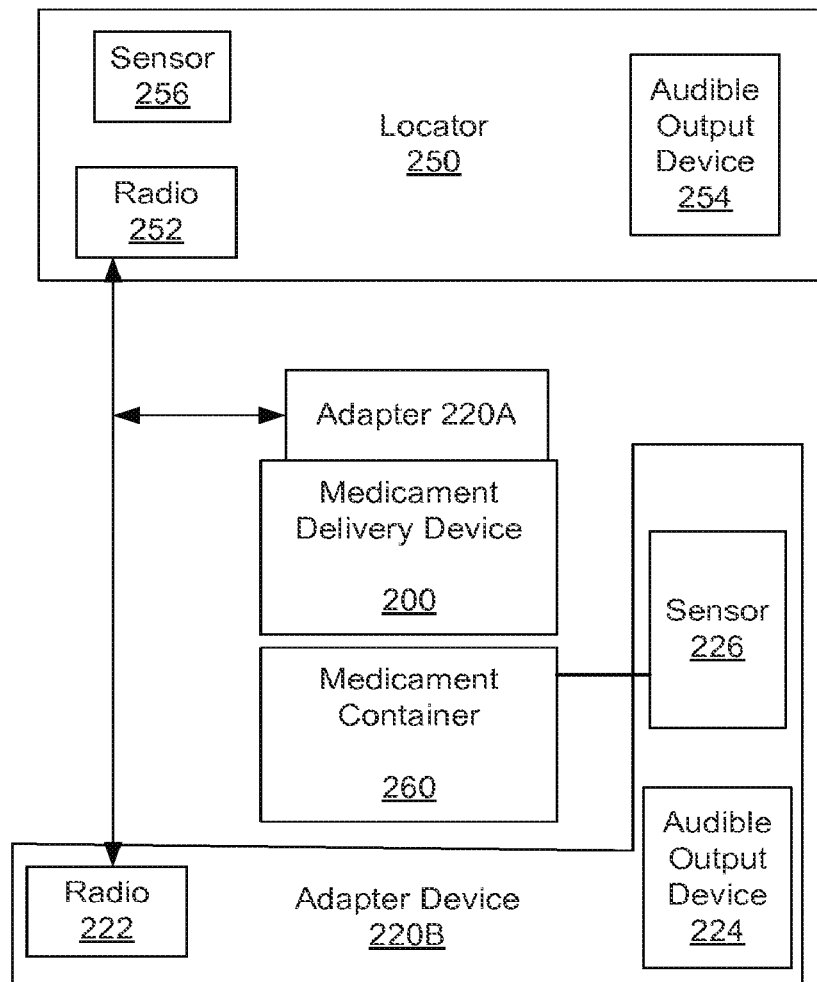 Sensor
256
Locator
250
Audible
Output
Device
254
Radio
252
Adapter 220A
Medicament
Delivery Device
200
Sensor
226
Medicament
Container
260
Audible
Output
Device
224
Radio
222
Adapter Device
220B